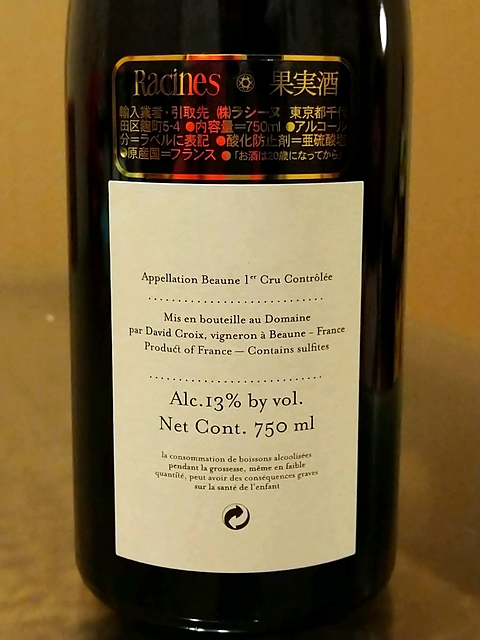 Racines 果実酒
輸入業者・引取先 ㈱ラシーヌ 東京都千代
田区麹町5-4 ●内容量=750ml ●アルコール
分=ラベルに表記 ●酸化防止剤=亜硫酸塩
●原産国=フランス ●「お酒は20歳になってから」
Appellation Beaune 1er Cru Contrôlée
Mis en bouteille au Domaine
par David Croix, vigneron à Beaune - France
Product of France — Contains sulfites
Alc.13% by vol.
Net Cont. 750 ml
la consommation de boissons alcoolisées
pendant la grossesse, même en faible
quantité, peut avoir des conséquences graves
sur la santé de l'enfant